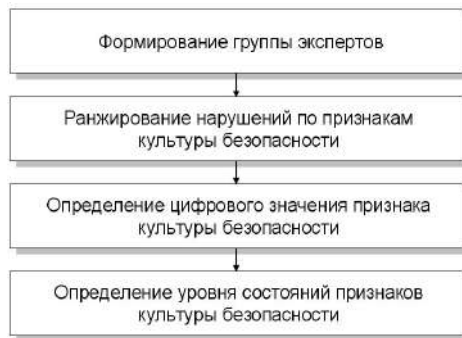 Формирование группы экспертов
Ранжирование нарушений по признакам
культуры безопасности
Определение цифрового значения признака
культуры безопасности
Определение уровня состояний признаков
культуры безопасности